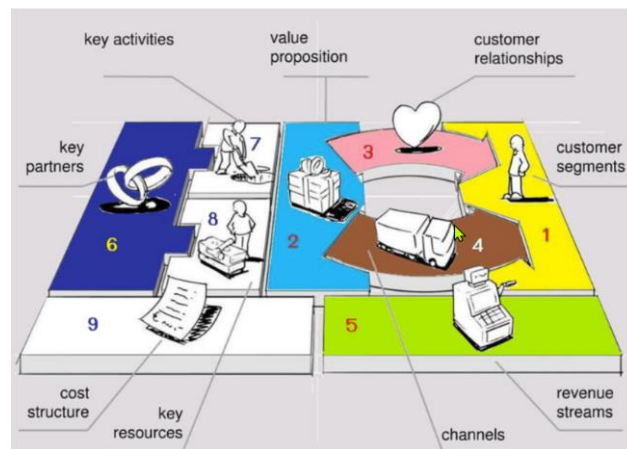 key activities
value
proposition
customer
relationships
key
partners
customer
segments
7
3
8
6
2
4
1
9
5
cost
structure
key
resources
channels
revenue
streams